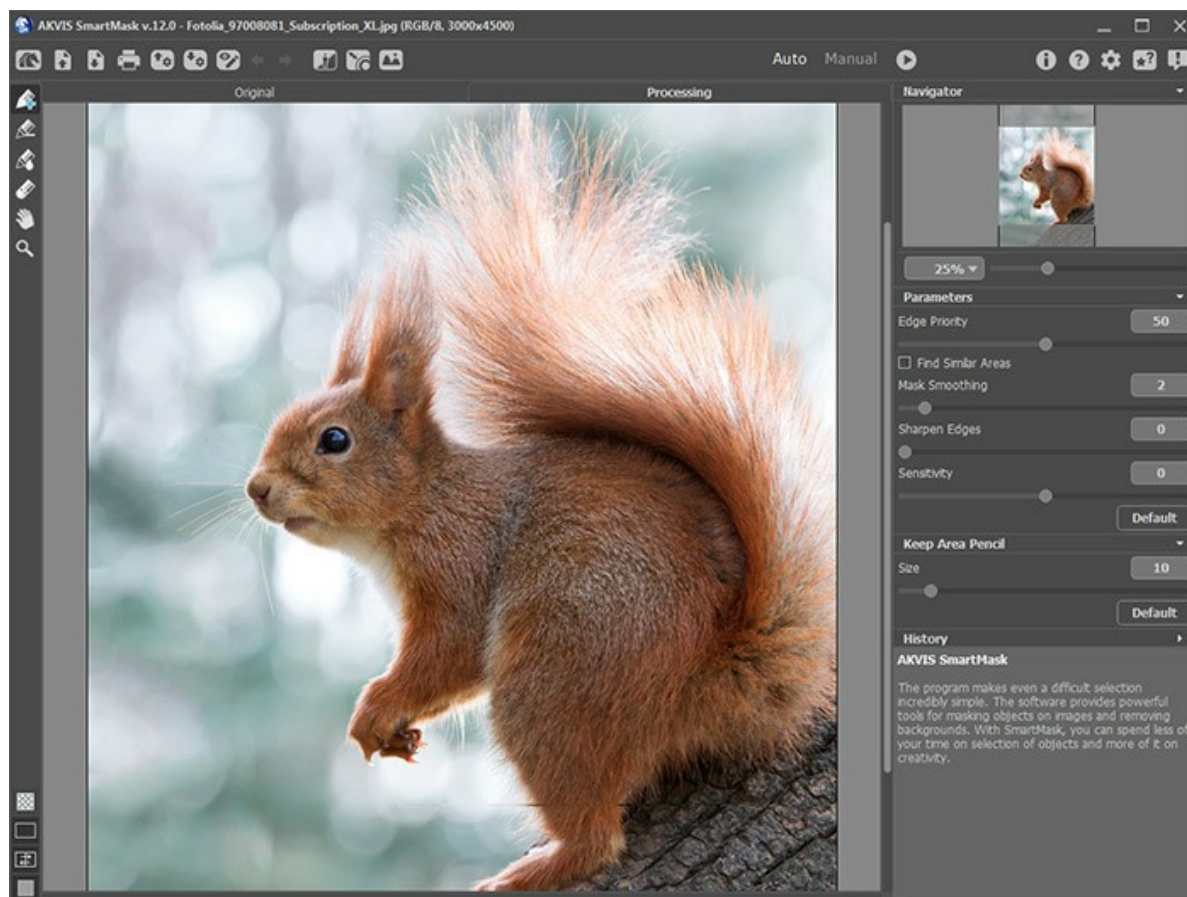 AKVIS SmartMask v.12.0 - Fotolia_97008081_Subscription_XL.jpg (RGB/8, 3000x4500)
Auto Manual
Original Processing
Navigator
25%
Parameters
Edge Priority 50
Find Similar Areas
Mask Smoothing 2
Sharpen Edges 0
Sensitivity 0
Default
Keep Area Pencil
Size 10
Default
History
AKVIS SmartMask
The program makes even a difficult selection
incredibly simple. The software provides powerful
tools for masking objects on images and removing
backgrounds. With SmartMask, you can spend less of
your time on selection of objects and more of it on
creativity.